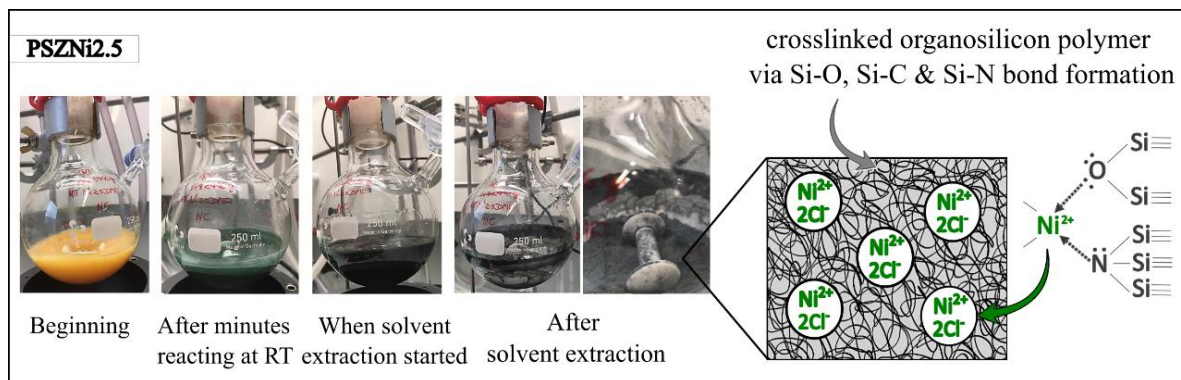 PSZNi2.5
crosslinked organosilicon polymer
via Si-O, Si-C & Si-N bond formation
250 ml
250 ml
250 ml
250 ml
Beginning
After minutes
reacting at RT
When solvent
extraction started
After
solvent extraction
Ni²⁺
2Cl⁻
Ni²⁺
2Cl⁻
Ni²⁺
2Cl⁻
Ni²⁺
2Cl⁻
Ni²⁺
2Cl⁻
Si
O
Si
Ni²⁺
Si
N
Si
Si